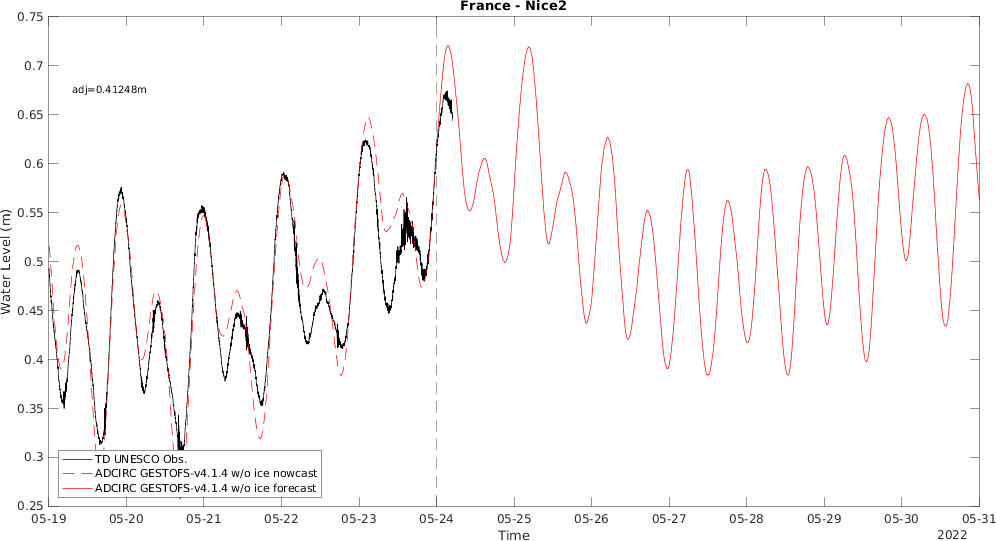 France - Nice2
0.75
0.7
0.65
0.6
0.55
0.5
0.45
0.4
0.35
0.3
0.25
Water Level (m)
adj=0.41248m
TD UNESCO Obs.
ADCIRC GESTOFS-v4.1.4 w/o ice nowcast
ADCIRC GESTOFS-v4.1.4 w/o ice forecast
05-19 05-20 05-21 05-22 05-23 05-24 05-25 05-26 05-27 05-28 05-29 05-30 05-31
Time
2022